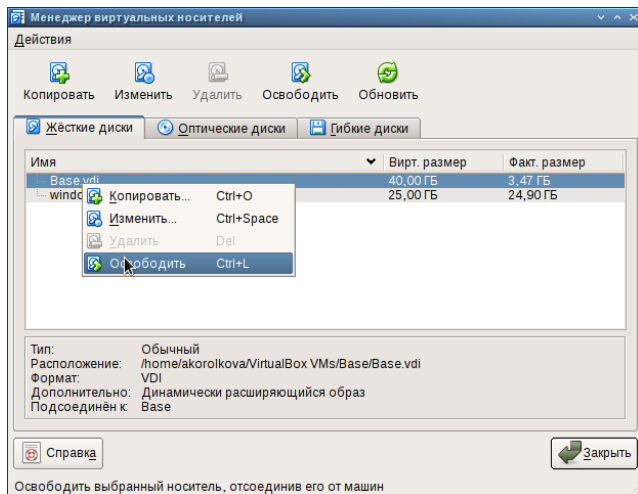 Менеджер виртуальных носителей
Действия
Копировать Изменить Удалить Освободить Обновить
Жёсткие диски Оптические диски Гибкие диски
Имя Вирт. размер Факт. размер
Base.vdi 40,00 ГБ 3,47 ГБ
windo 25,00 ГБ 24,90 ГБ
Копировать... Ctrl+O
Изменить... Ctrl+Space
Удалить Del
Освободить Ctrl+L
Тип: Обычный
Расположение: /home/akorolkova/VirtualBox VMs/Base/Base.vdi
Формат: VDI
Дополнительно: Динамически расширяющийся образ
Подсоединён к: Base
Справка Закрыть
Освободить выбранный носитель, отсоединив его от машин